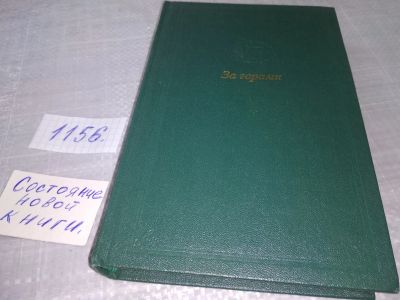 За горами
1156.
Состояние
новой
книги.